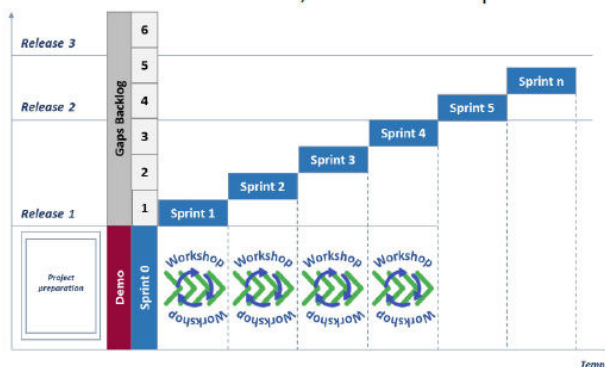 Release 3
Release 2
Release 1
Gaps Backlog
6
5
4
3
2
1
Sprint 1
Sprint 2
Sprint 3
Sprint 4
Sprint 5
Sprint n
Project
preparation
Demo
Sprint 0
Workshop
Workshop
Workshop
Workshop
Workshop
Workshop
Workshop
Workshop